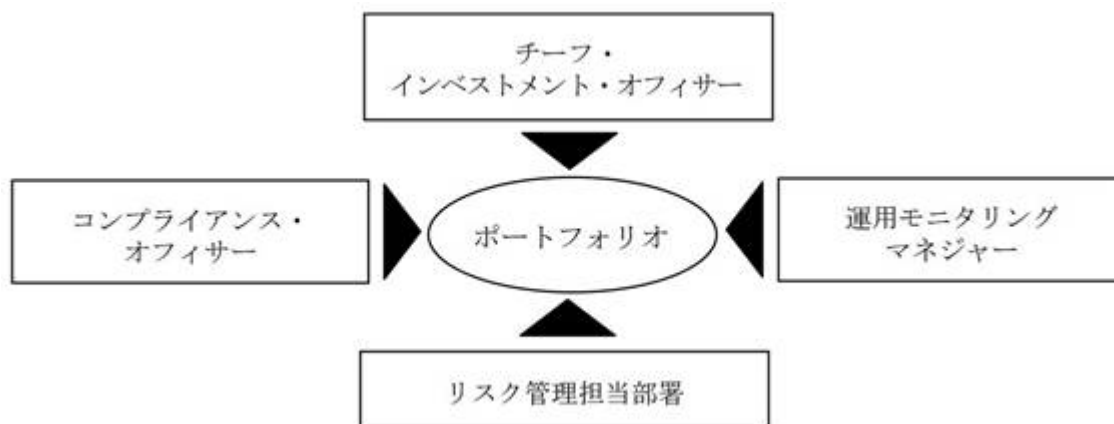 チーフ・
インベストメント・オフィサー
コンプライアンス・
オフィサー
ポートフォリオ
運用モニタリング
マネジャー
リスク管理担当部署